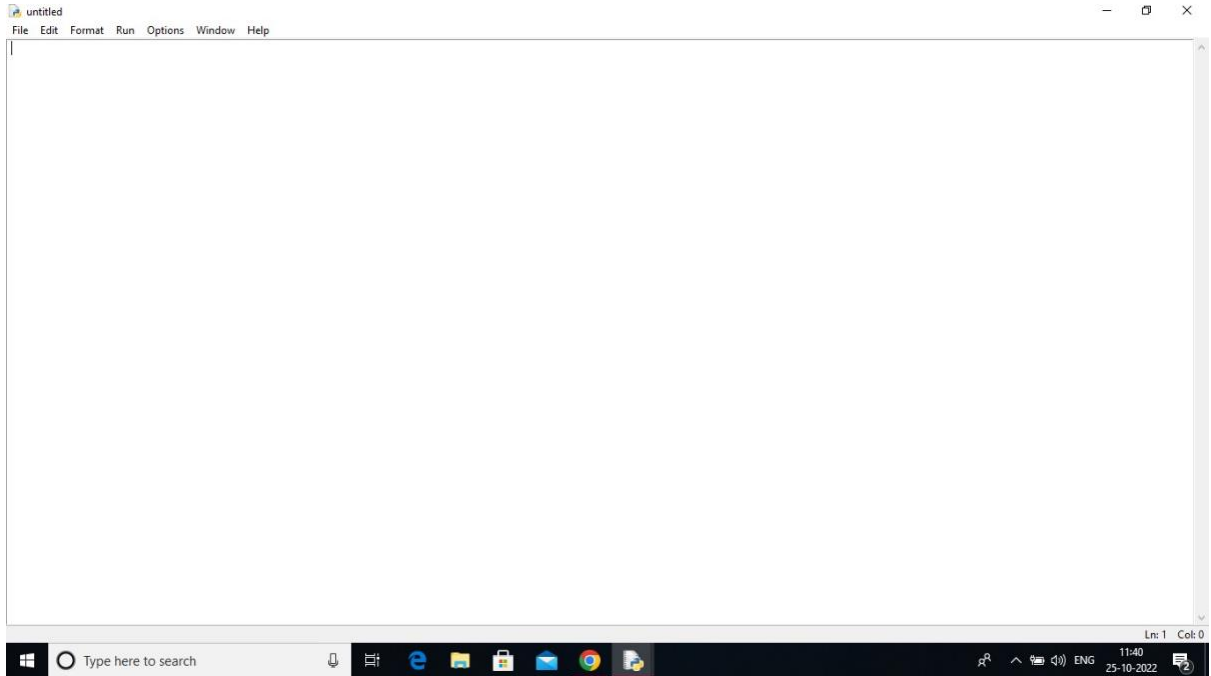 untitled
File Edit Format Run Options Window Help
Ln: 1 Col: 0
Type here to search
ENG
11:40
25-10-2022
2